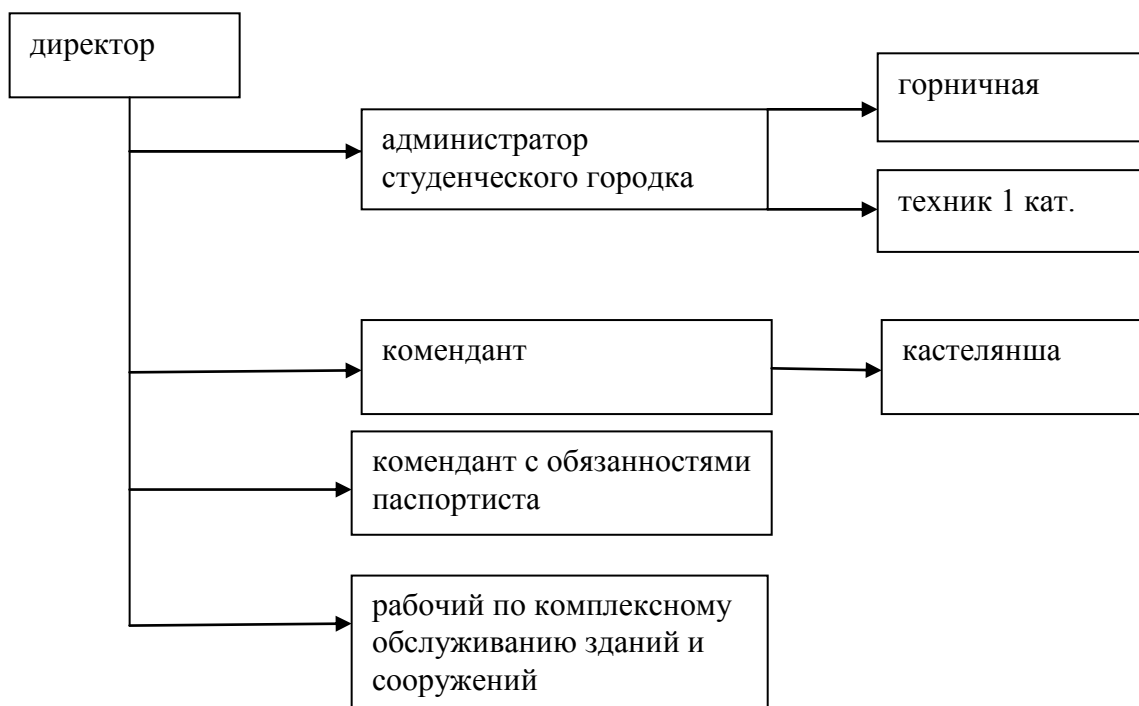 директор
горничная
администратор
студенческого городка
техник 1 кат.
комендант
кастелянша
комендант с обязанностями
паспортиста
рабочий по комплексному
обслуживанию зданий и
сооружений